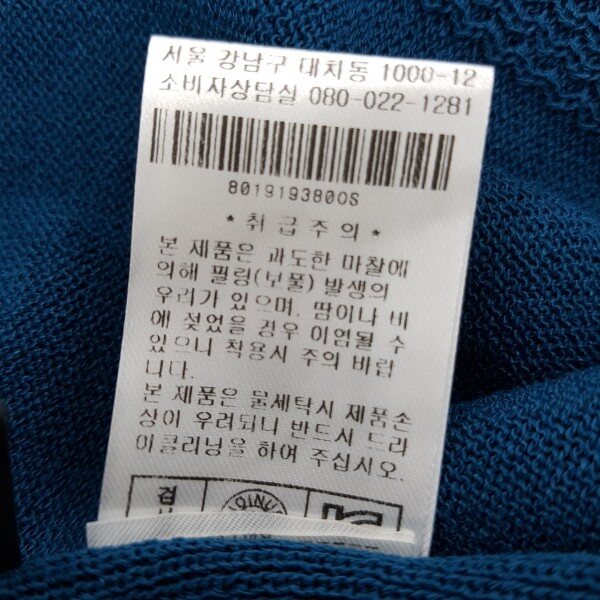 서울 강남구 대치동 1000-12
소비자상담실 080-022-1281
801919380OS
* 취급주의 *
본 제품은 과도한 마찰에
의해 필링(보풀) 발생의
우리가 있으며, 땀이나 비
에 젖었을 경우 이염될 수
있으니 착용시 주의 바랍
니다.
본 제품은 물세탁시 제품손
상이 우려되니 반드시 드라
이클리닝을 하여 주십시오.
검